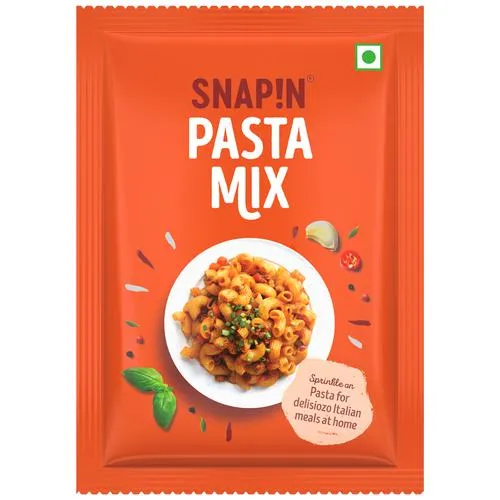 SNAP!N®
PASTA
MIX
Sprinkle on
Pasta for
delisiozo Italian
meals at home